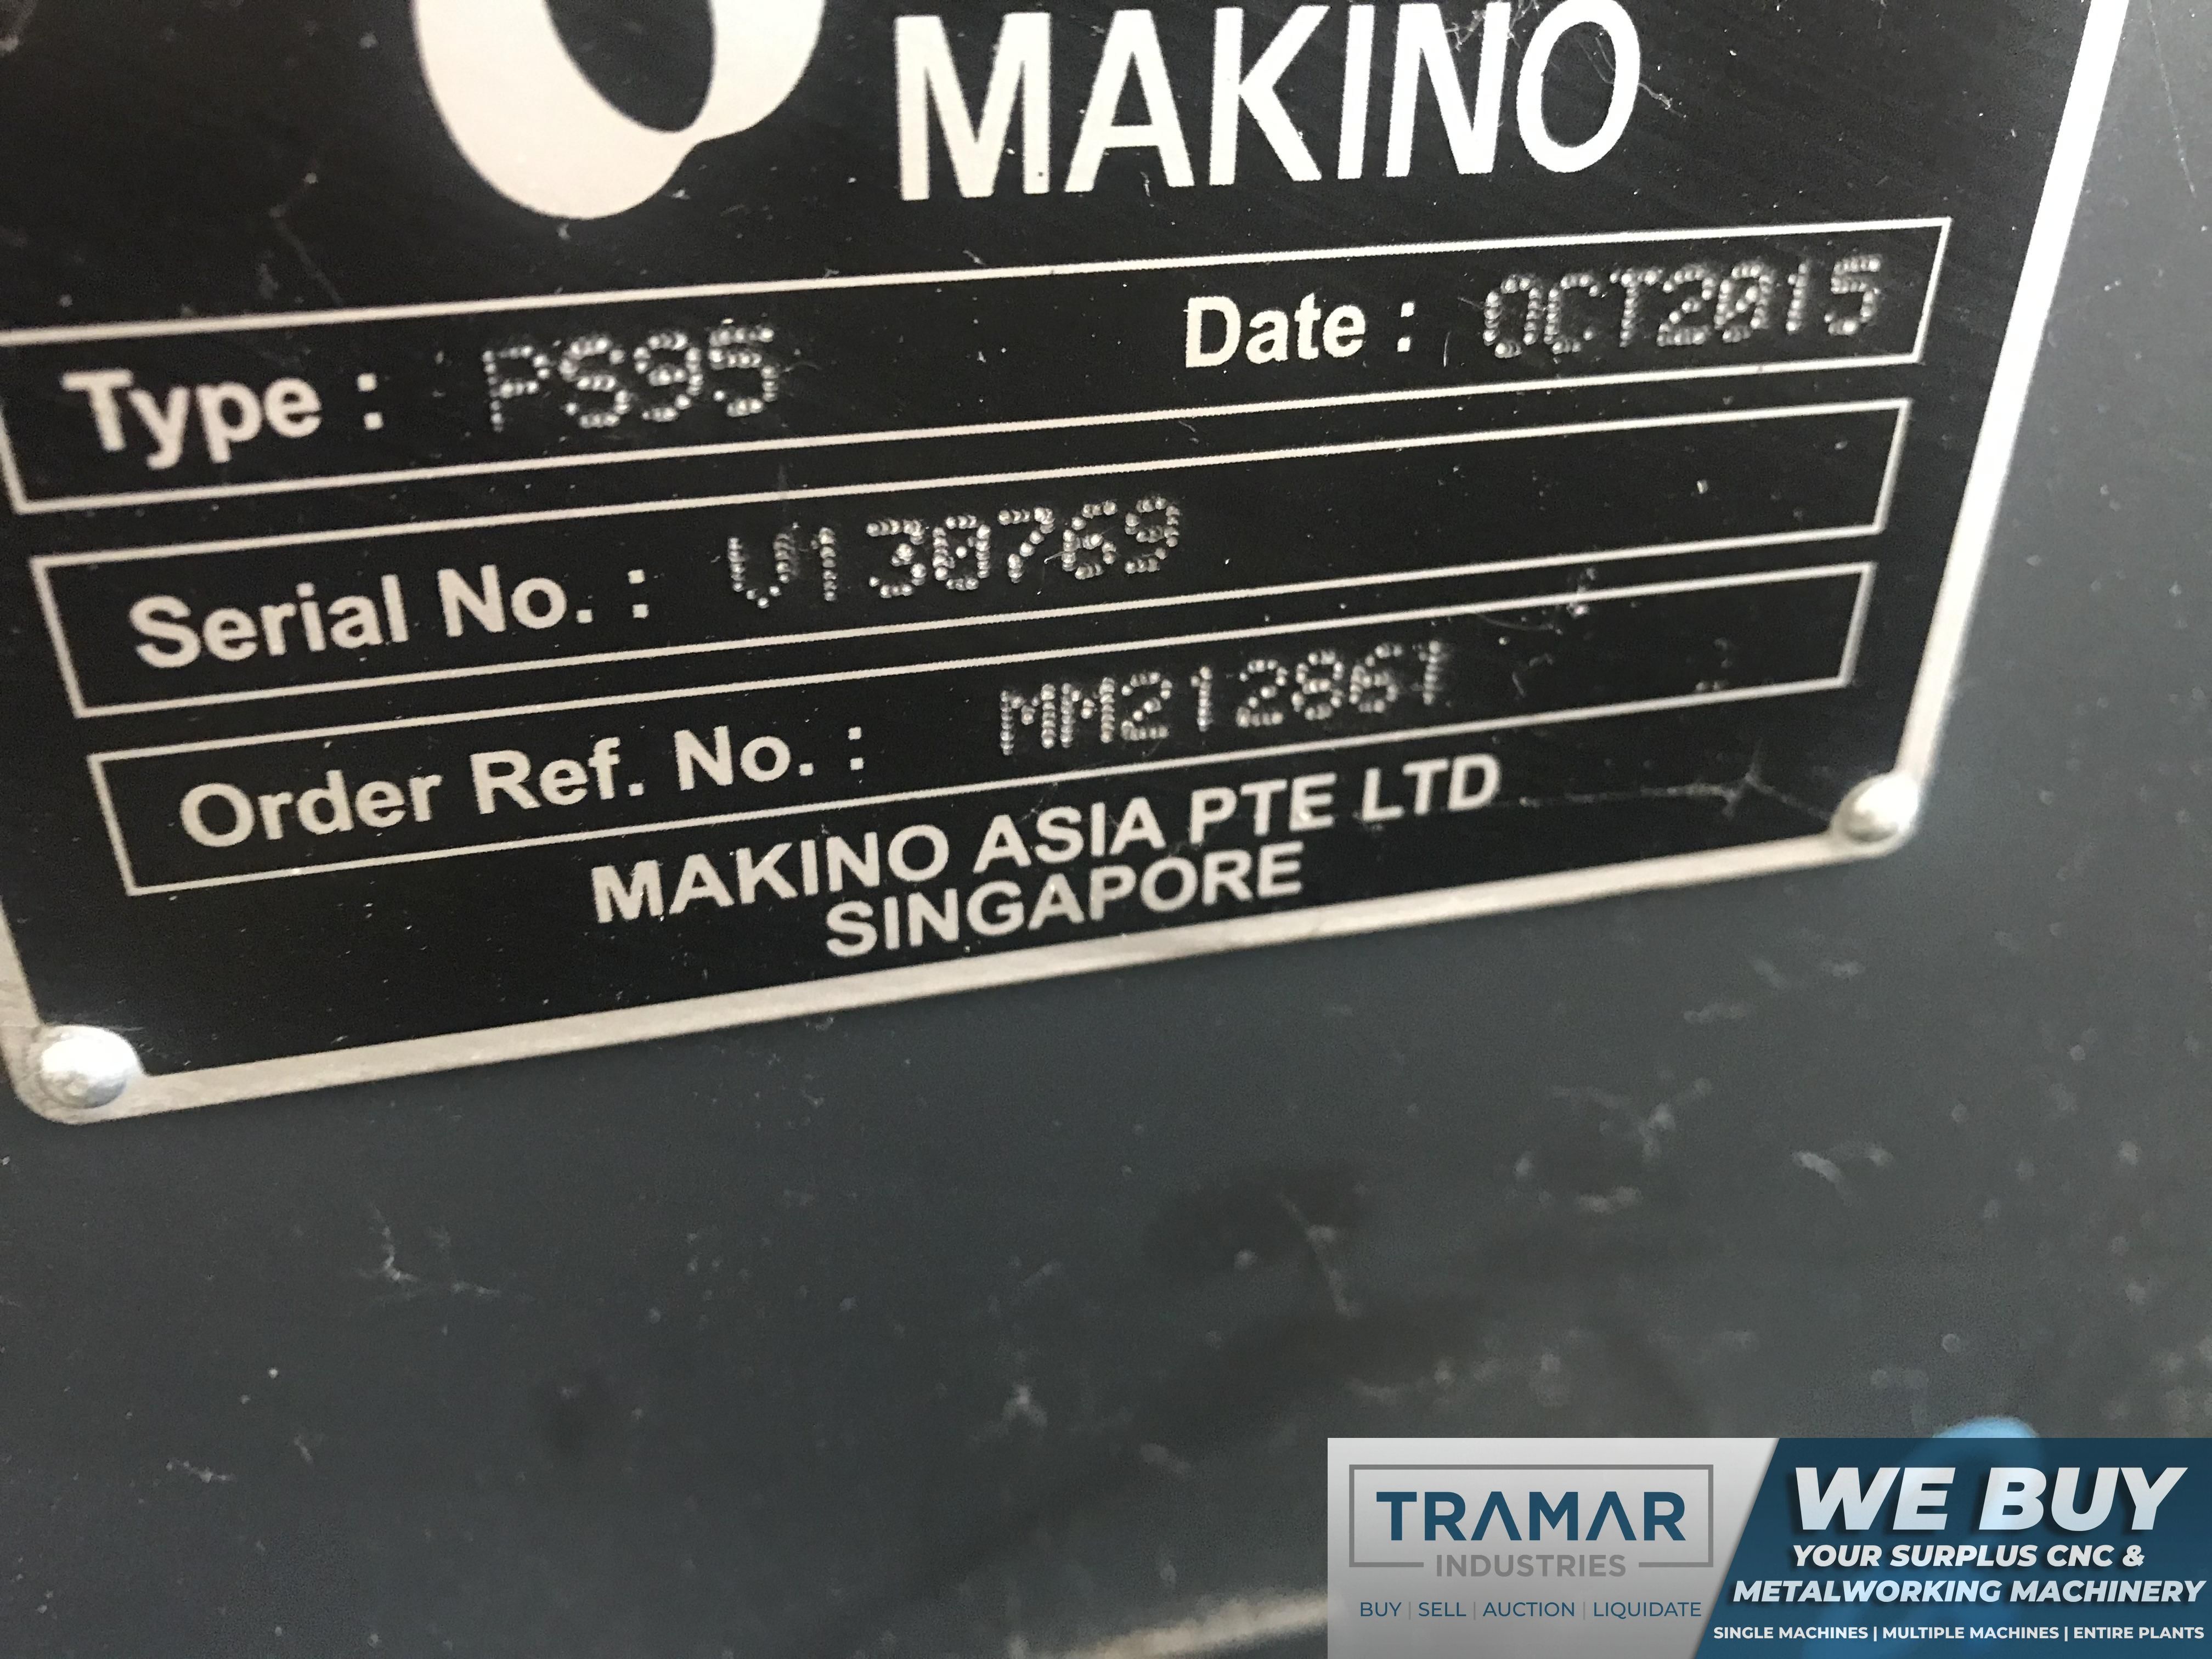 MAKINO
Type : PS95 Date : OCT2015
Serial No. : V130769
Order Ref. No. : MM212861
MAKINO ASIA PTE LTD
SINGAPORE
TRAMAR
INDUSTRIES
BUY | SELL | AUCTION | LIQUIDATE
WE BUY
YOUR SURPLUS CNC &
METALWORKING MACHINERY
SINGLE MACHINES | MULTIPLE MACHINES | ENTIRE PLANTS